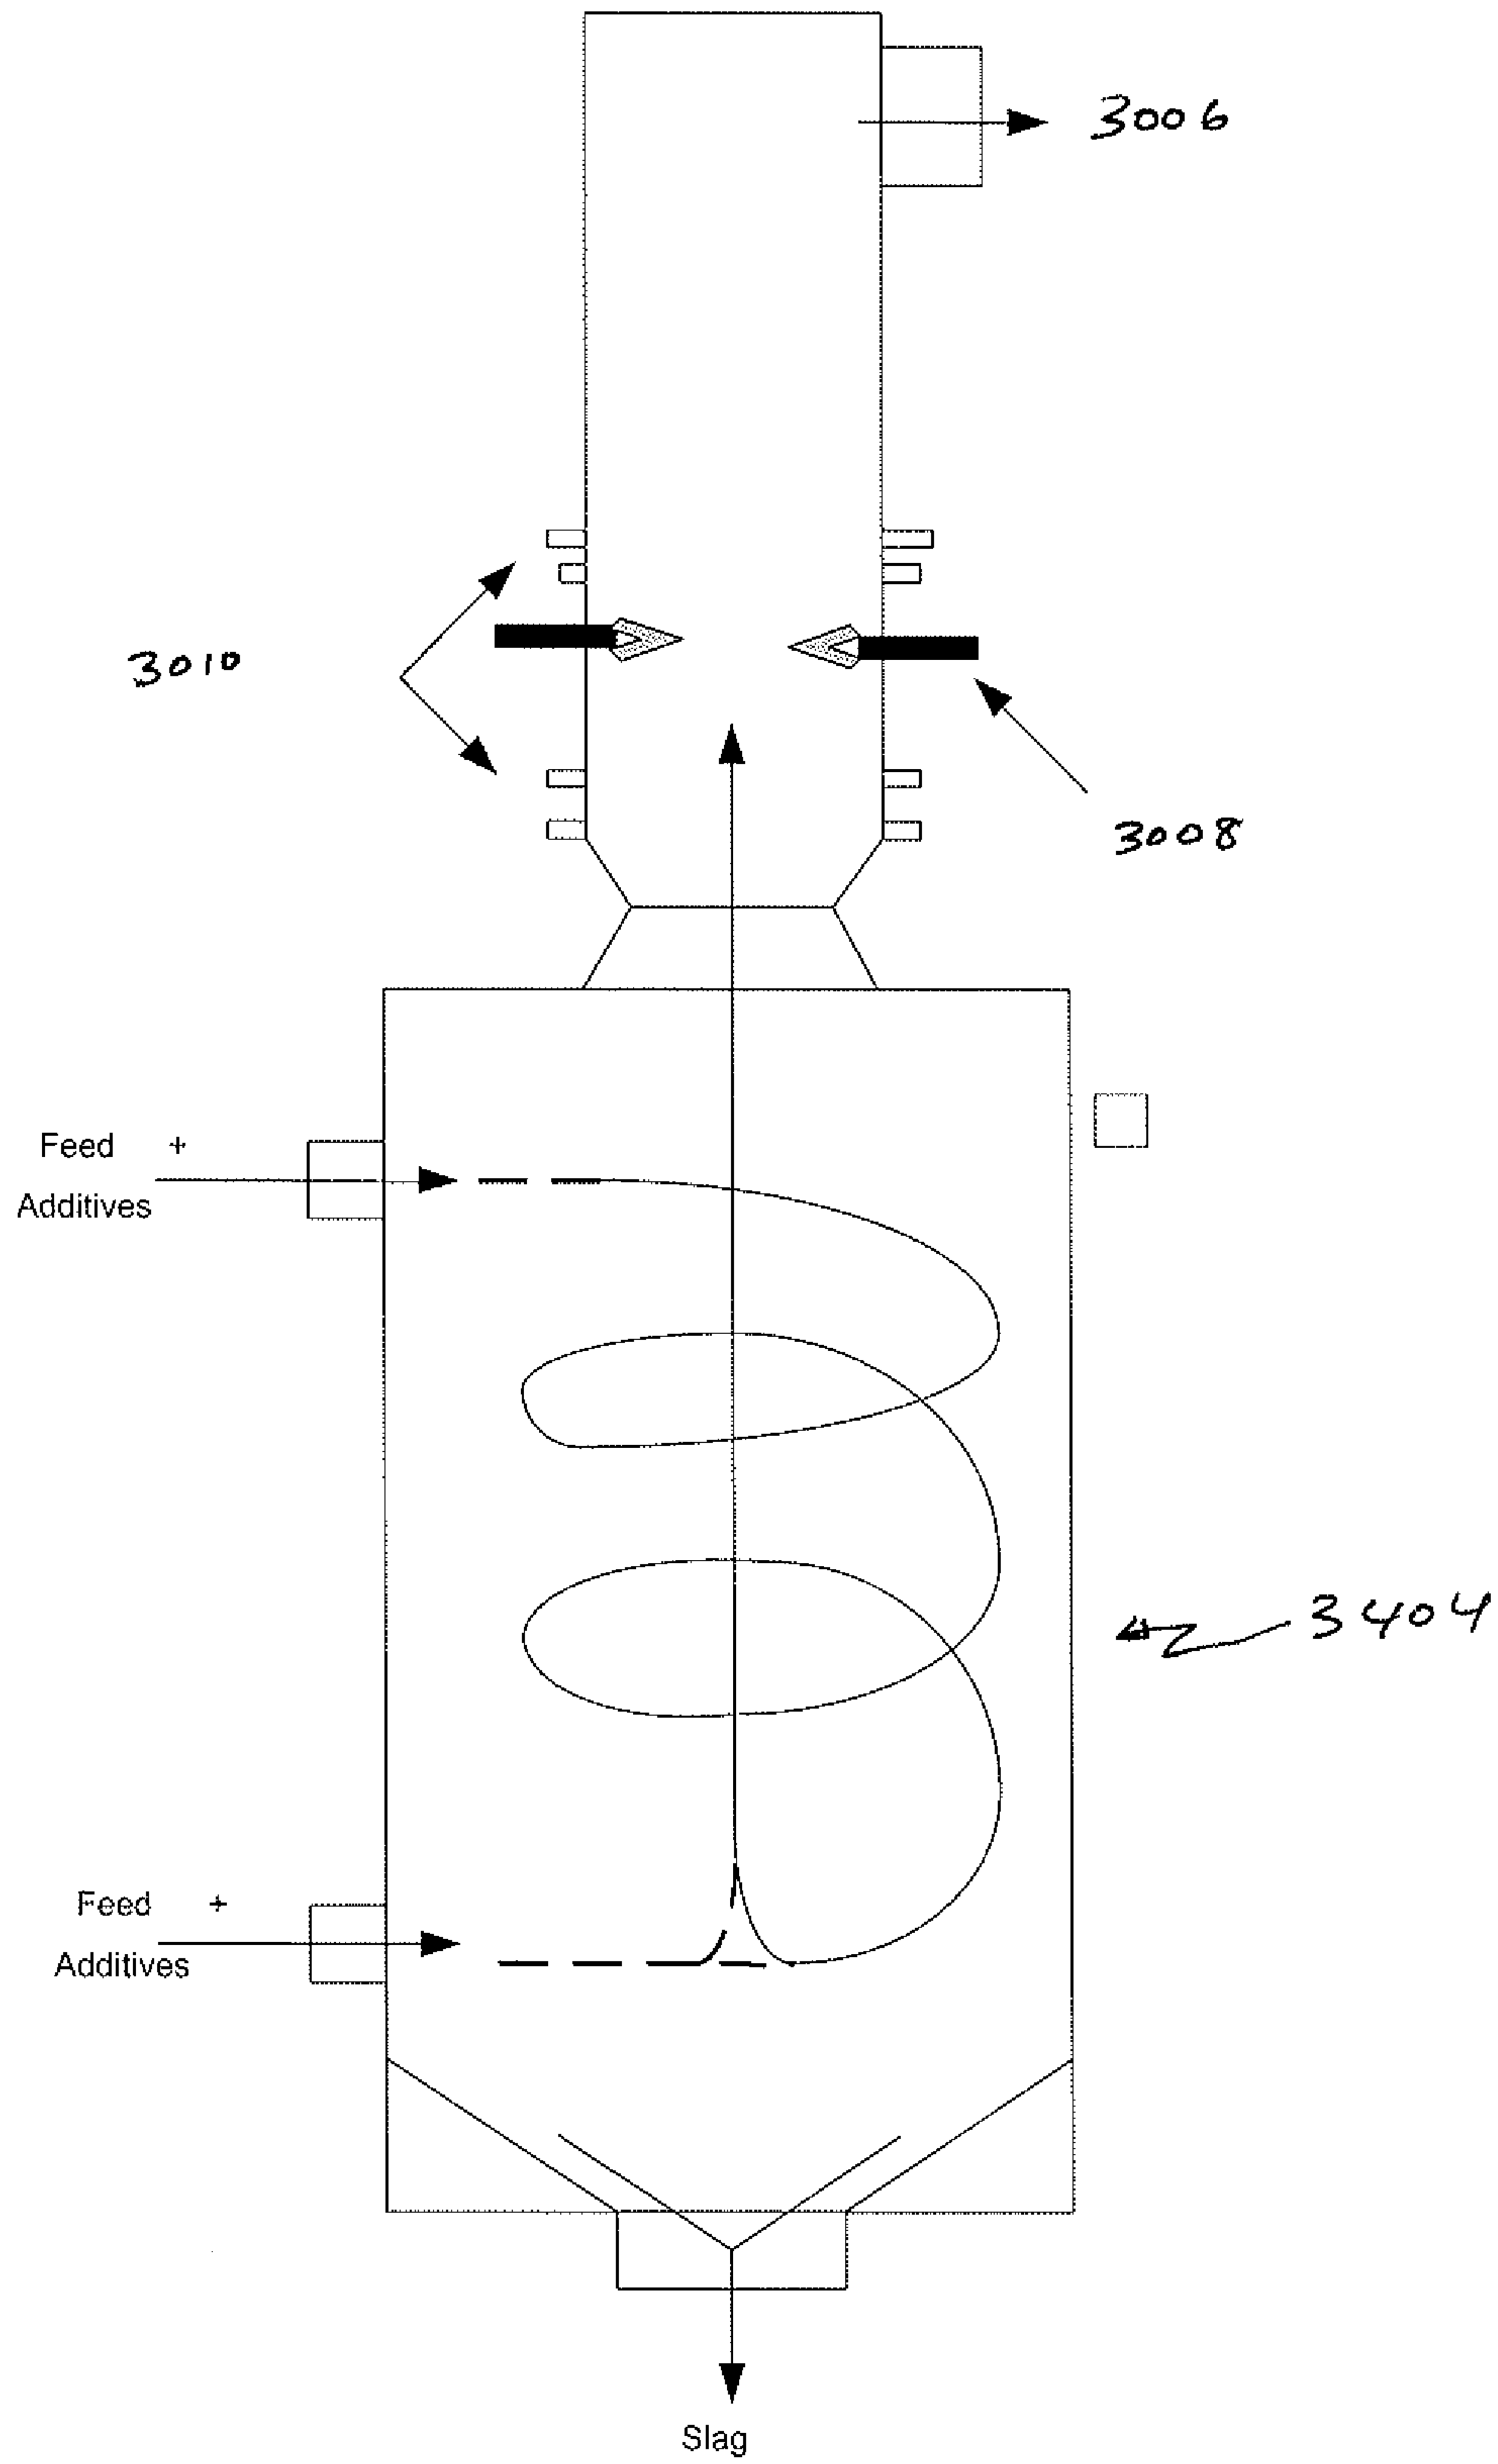 3006
3010
3008
Feed +
Additives
3404
Feed +
Additives
Slag